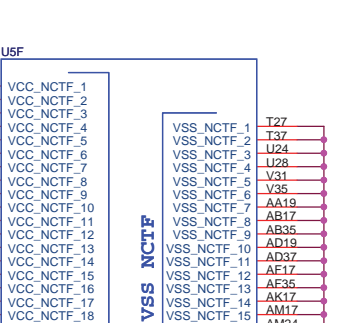 U5F
VCC_NCTF_1
VCC_NCTF_2
VCC_NCTF_3
VCC_NCTF_4
VCC_NCTF_5
VCC_NCTF_6
VCC_NCTF_7
VCC_NCTF_8
VCC_NCTF_9
VCC_NCTF_10
VCC_NCTF_11
VCC_NCTF_12
VCC_NCTF_13
VCC_NCTF_14
VCC_NCTF_15
VCC_NCTF_16
VCC_NCTF_17
VCC_NCTF_18
VSS NCTF
VSS_NCTF_1 T27
VSS_NCTF_2 T37
VSS_NCTF_3 U24
VSS_NCTF_4 U28
VSS_NCTF_5 V31
VSS_NCTF_6 V35
VSS_NCTF_7 AA19
VSS_NCTF_8 AB17
VSS_NCTF_9 AB35
VSS_NCTF_10 AD19
VSS_NCTF_11 AD37
VSS_NCTF_12 AF17
VSS_NCTF_13 AF35
VSS_NCTF_14 AK17
VSS_NCTF_15 AM17